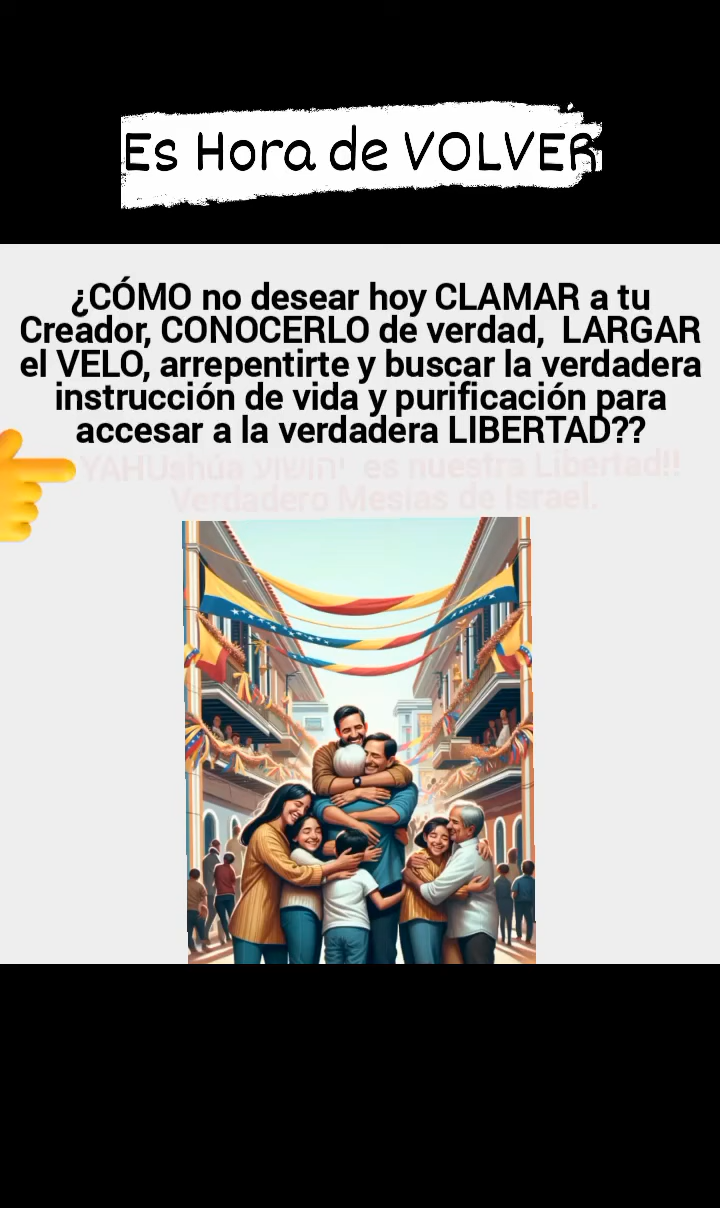 Es Hora de VOLVER
¿CÓMO no desear hoy CLAMAR a tu
Creador, CONOCERLO de verdad, LARGAR
el VELO, arrepentirte y buscar la verdadera
instrucción de vida y purificación para
accesar a la verdadera LIBERTAD??
YAHUshúa יהושוע es nuestra Libertad!!
Verdadero Mesías de Israel.